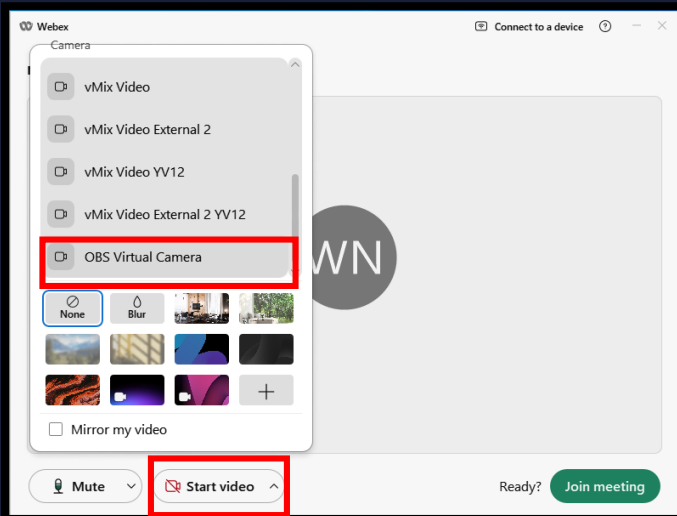 Webex
Connect to a device
Camera
vMix Video
vMix Video External 2
vMix Video YV12
vMix Video External 2 YV12
OBS Virtual Camera
WN
None
Blur
Mirror my video
Mute
Start video
Ready?
Join meeting